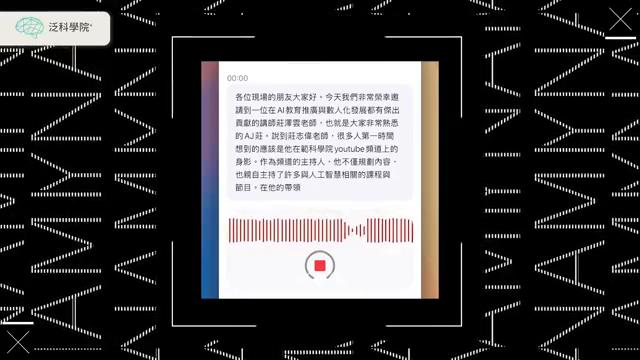 泛科學院
00:00
各位現場的朋友大家好。今天我們非常榮幸邀
請到一位在AI教育推廣與數人化發展都有傑出
貢獻的講師莊澤雲老師，也就是大家非常熟悉
的AJ莊。說到莊志偉老師，很多人第一時間
想到的應該是他在範科學院youtube頻道上的
身影。作為頻道的主持人，他不僅規劃內容，
也親自主持了許多與人工智慧相關的課程與
節目。在他的帶領